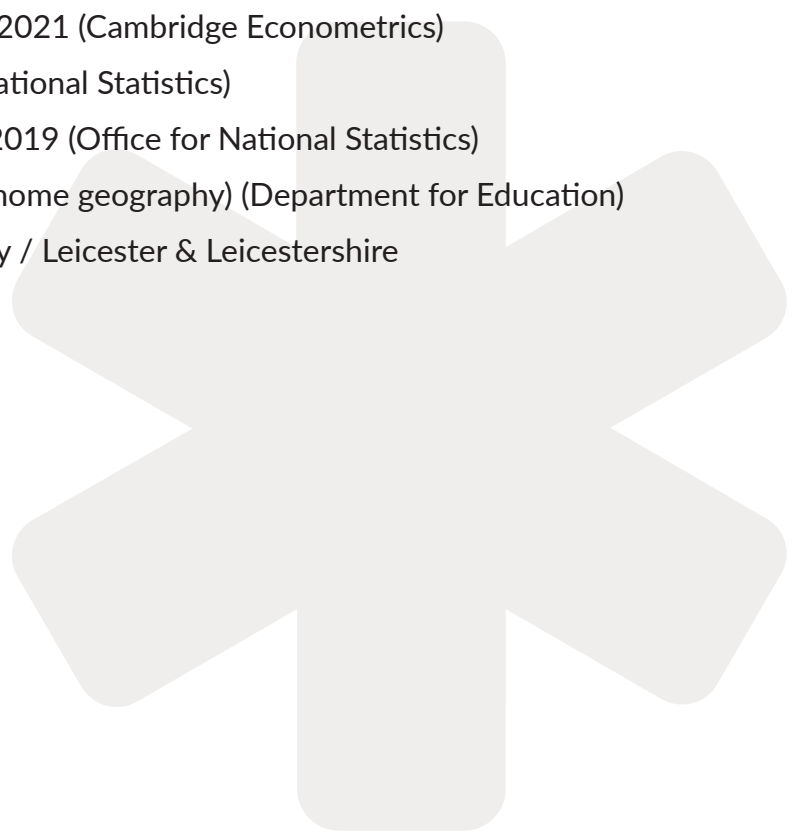 2021 (Cambridge Econometrics)
ational Statistics)
2019 (Office for National Statistics)
home geography) (Department for Education)
y / Leicester & Leicestershire